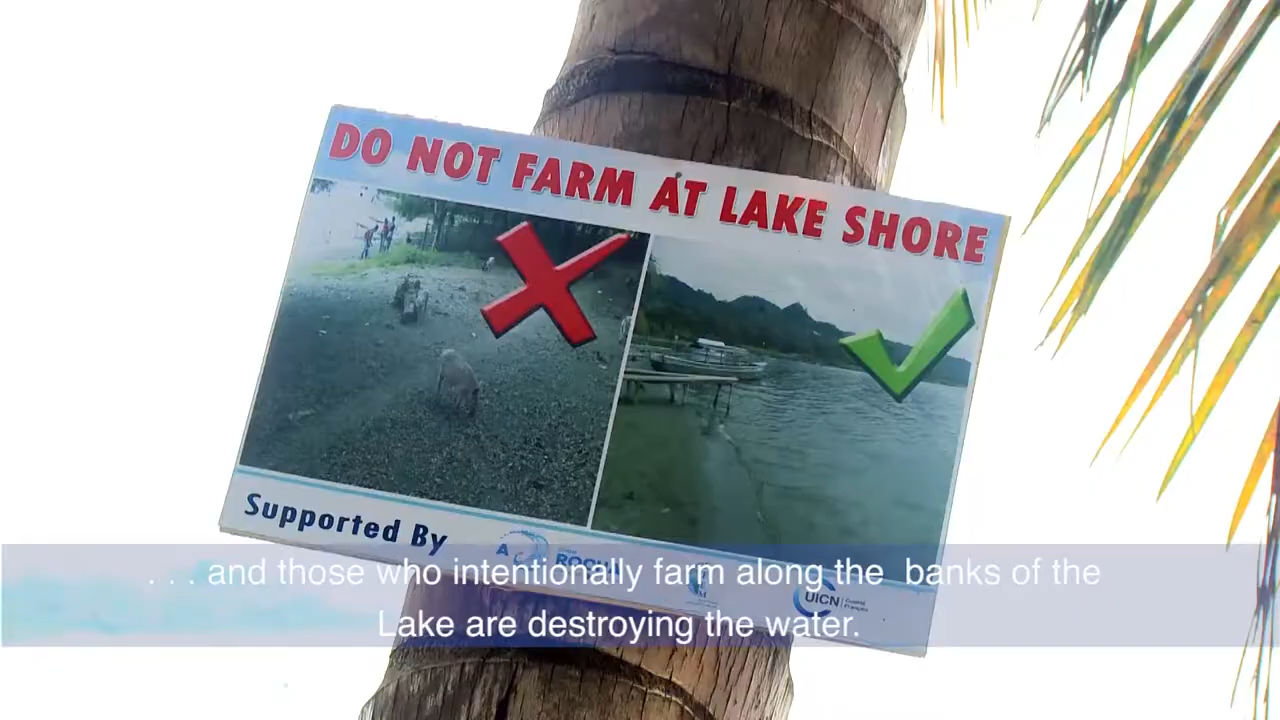 DO NOT FARM AT LAKE SHORE
Supported By
UICN
. . . and those who intentionally farm along the banks of the
Lake are destroying the water.